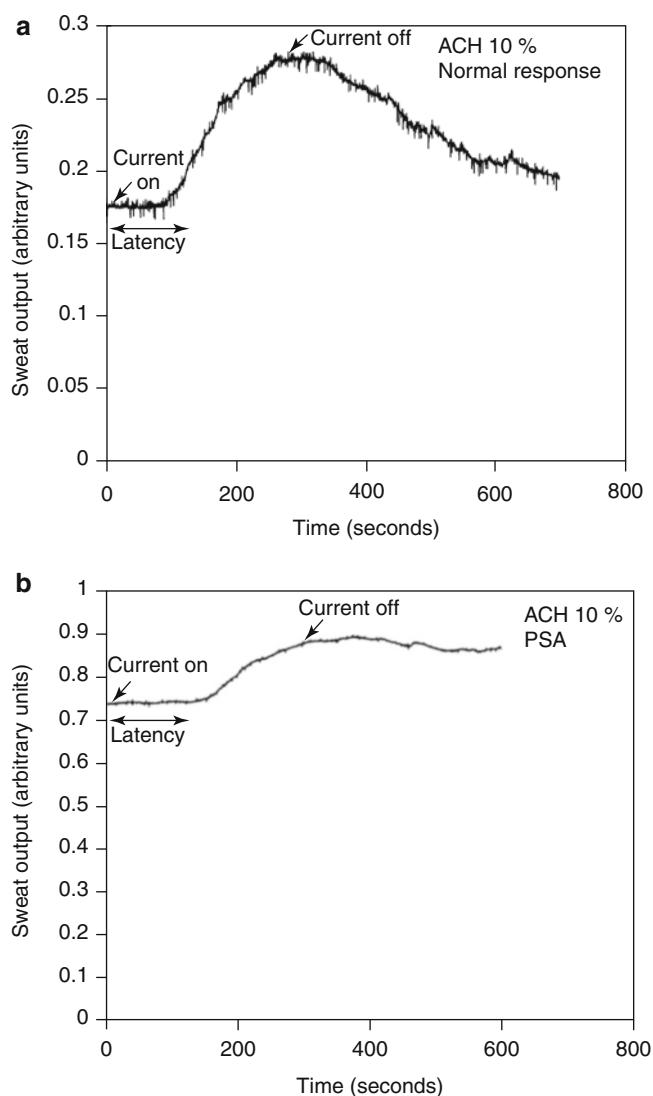 a
Sweat output (arbitrary units)
0.3
0.25
0.2
0.15
0.1
0.05
0
Current off
ACH 10 %
Normal response
Current
on
Latency
0
200
400
600
800
Time (seconds)
b
Sweat output (arbitrary units)
1
0.9
0.8
0.7
0.6
0.5
0.4
0.3
0.2
0.1
0
Current off
ACH 10 %
PSA
Current on
Latency
0
200
400
600
800
Time (seconds)